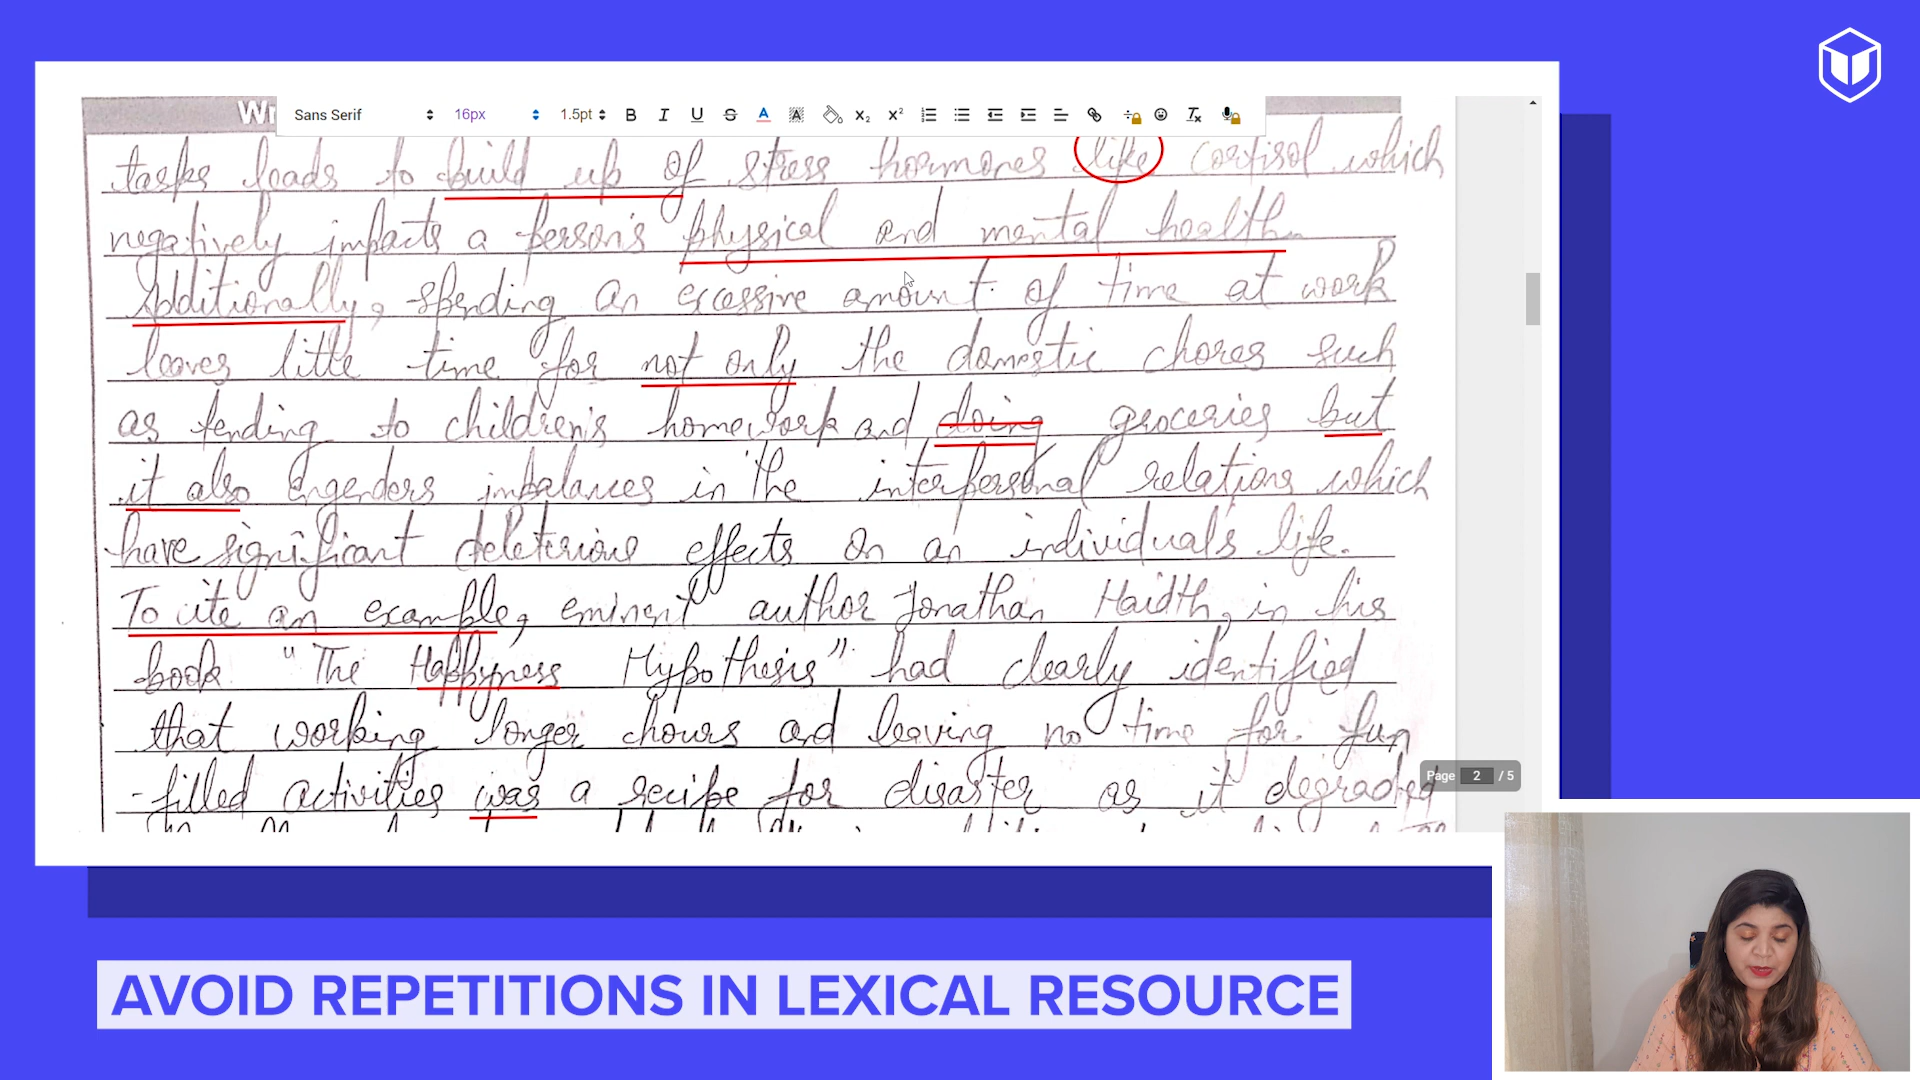 Wr
Sans Serif 16px 1.5pt B I U S A A x₂ x² Tx
tasks leads to build up of stress hormones like cortisol which
negatively impacts a person's physical and mental health.
Additionally, spending an excessive amount of time at work
leaves little time for not only the domestic chores such
as tending to children's homework and doing groceries but
it also engenders imbalances in the interpersonal relations which
have significant deleterious effects on an individual's life.
To cite an example, eminent author Jonathan Haidth, in his
book "The Happyness Hypothesis" had clearly identified
that working longer hours and leaving no time for fun
-filled activities was a recipe for disaster as it degraded
Page 2 / 5
AVOID REPETITIONS IN LEXICAL RESOURCE